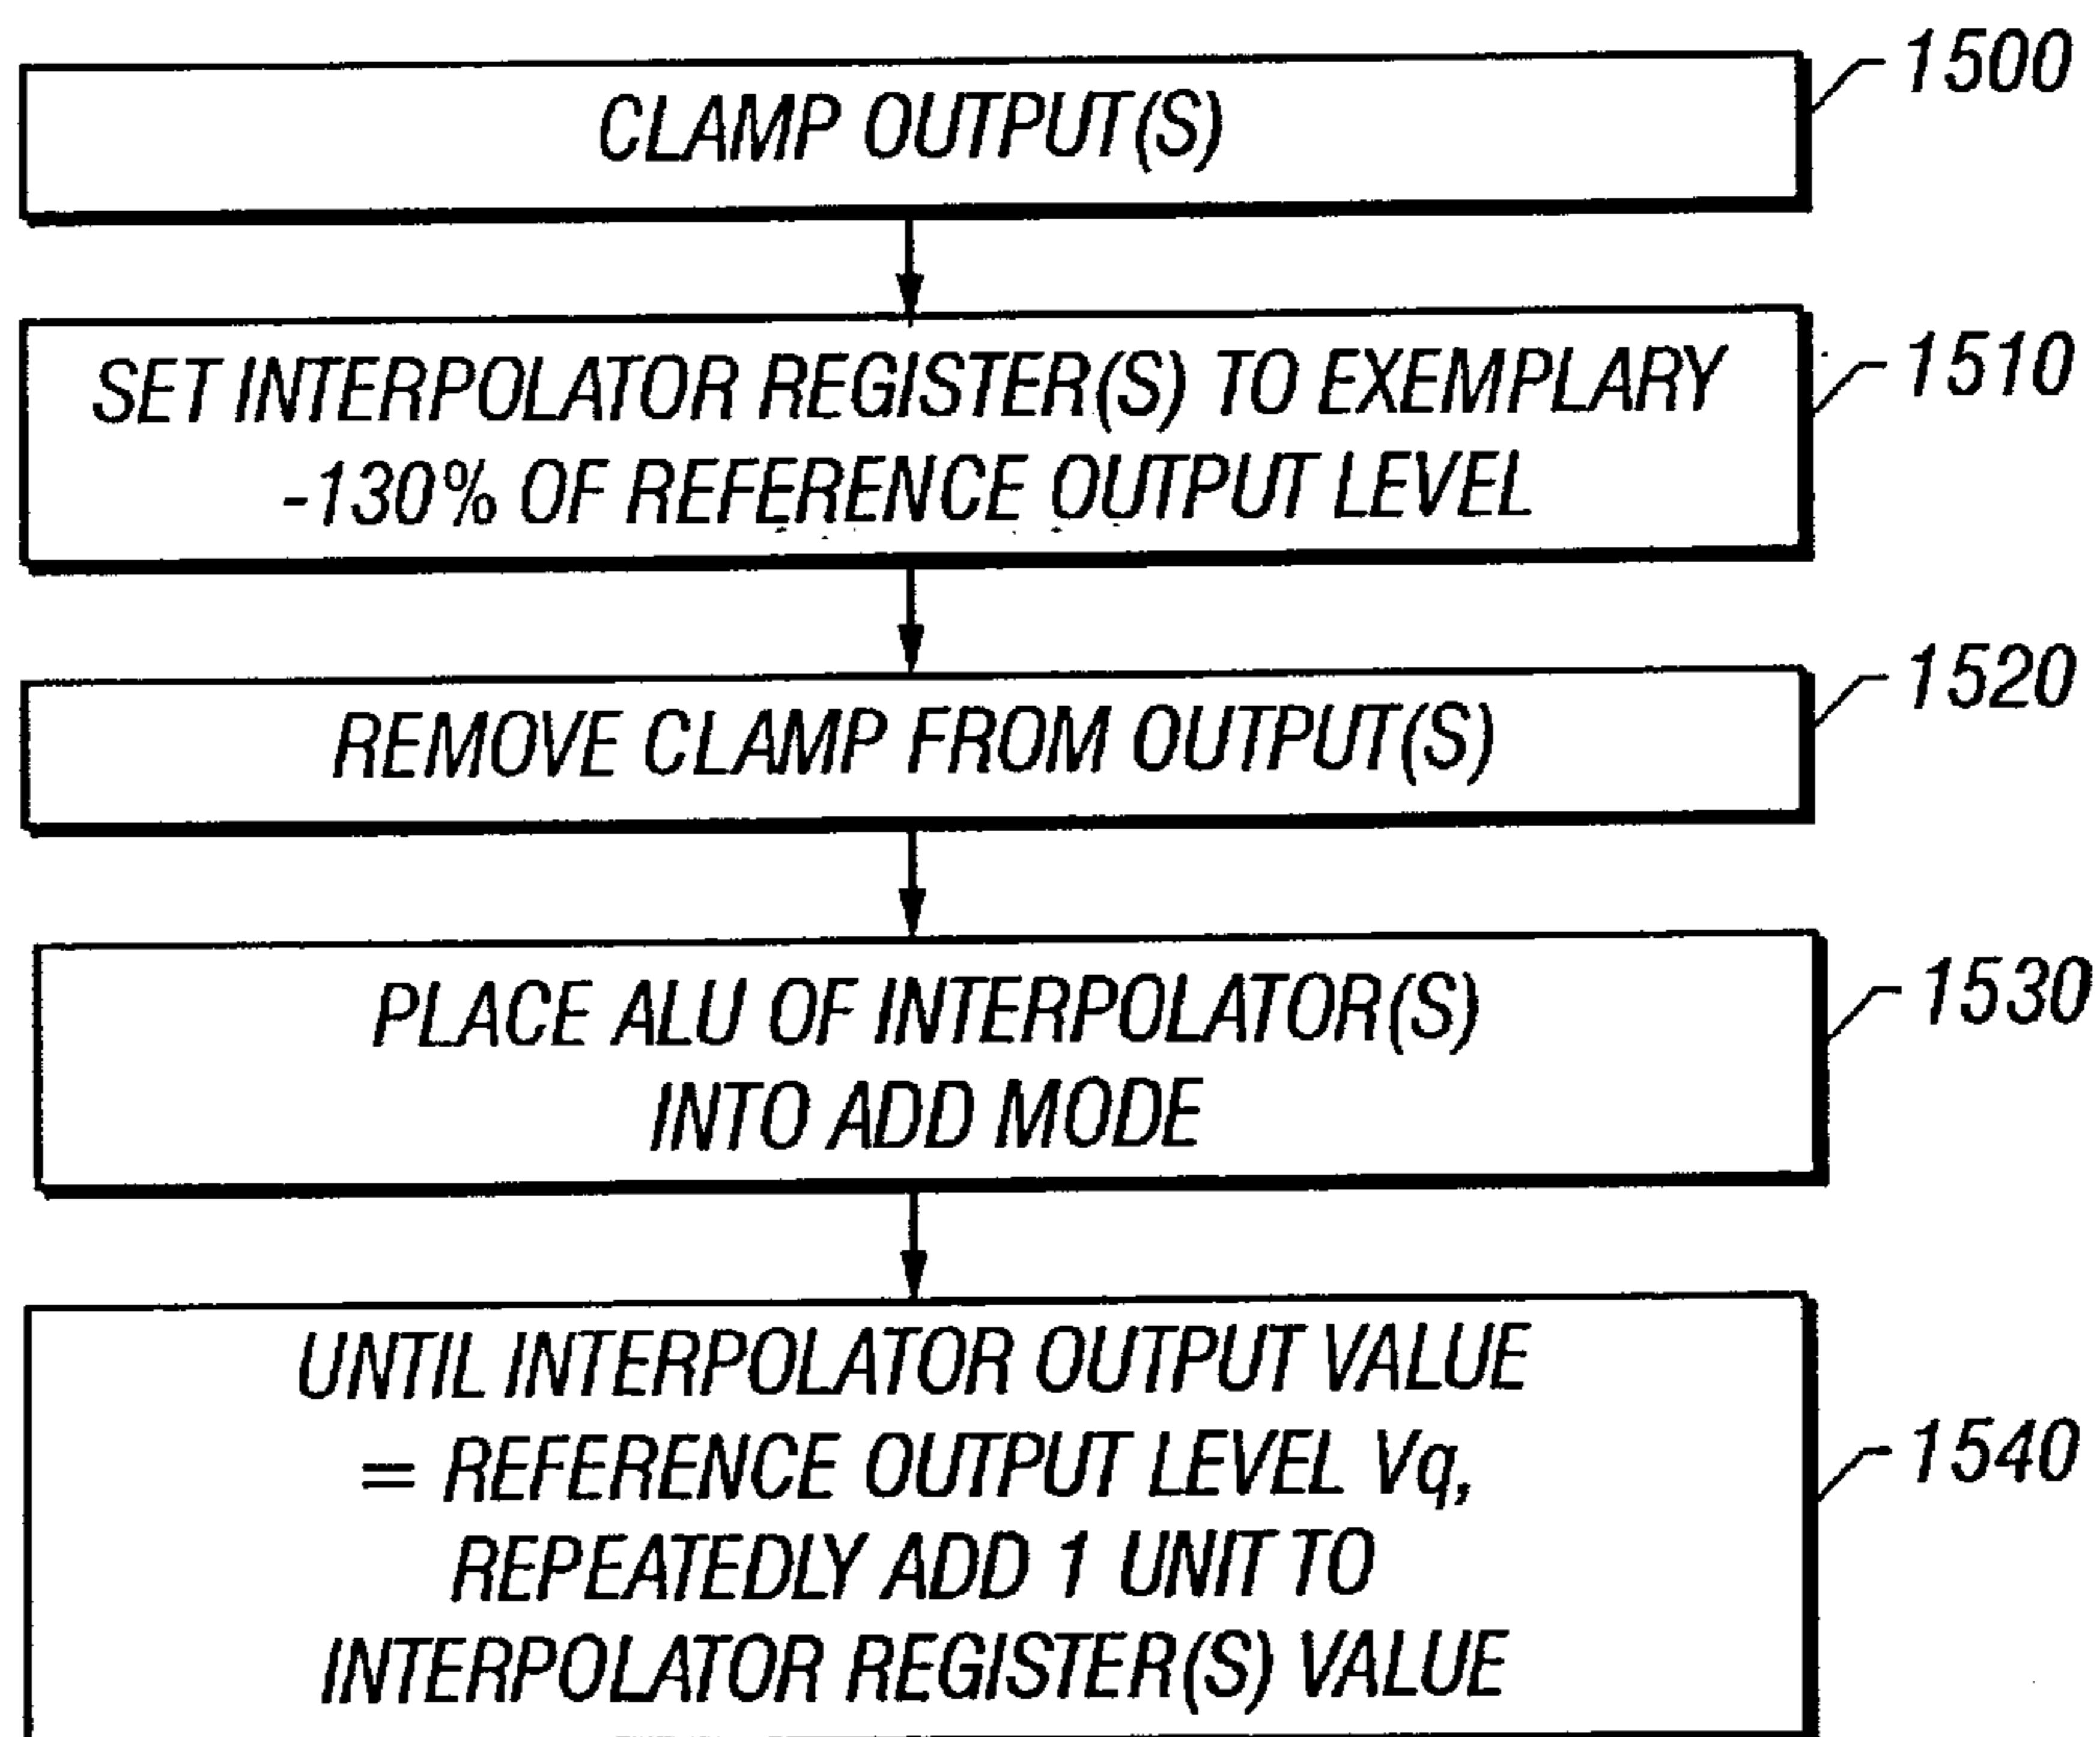 CLAMP OUTPUT(S)
1500
SET INTERPOLATOR REGISTER(S) TO EXEMPLARY
-130% OF REFERENCE OUTPUT LEVEL
1510
REMOVE CLAMP FROM OUTPUT(S)
1520
PLACE ALU OF INTERPOLATOR(S)
INTO ADD MODE
1530
UNTIL INTERPOLATOR OUTPUT VALUE
= REFERENCE OUTPUT LEVEL Vq,
REPEATEDLY ADD 1 UNIT TO
INTERPOLATOR REGISTER(S) VALUE
1540